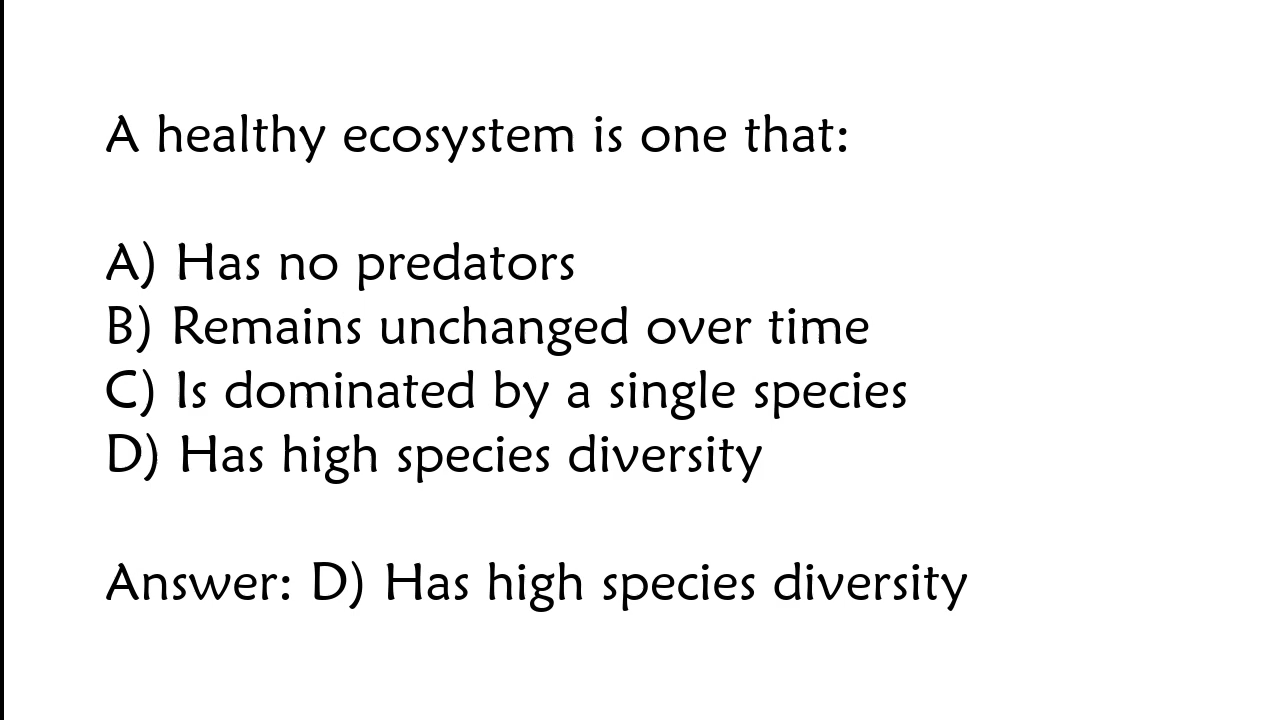 A healthy ecosystem is one that:
A) Has no predators
B) Remains unchanged over time
C) Is dominated by a single species
D) Has high species diversity
Answer: D) Has high species diversity